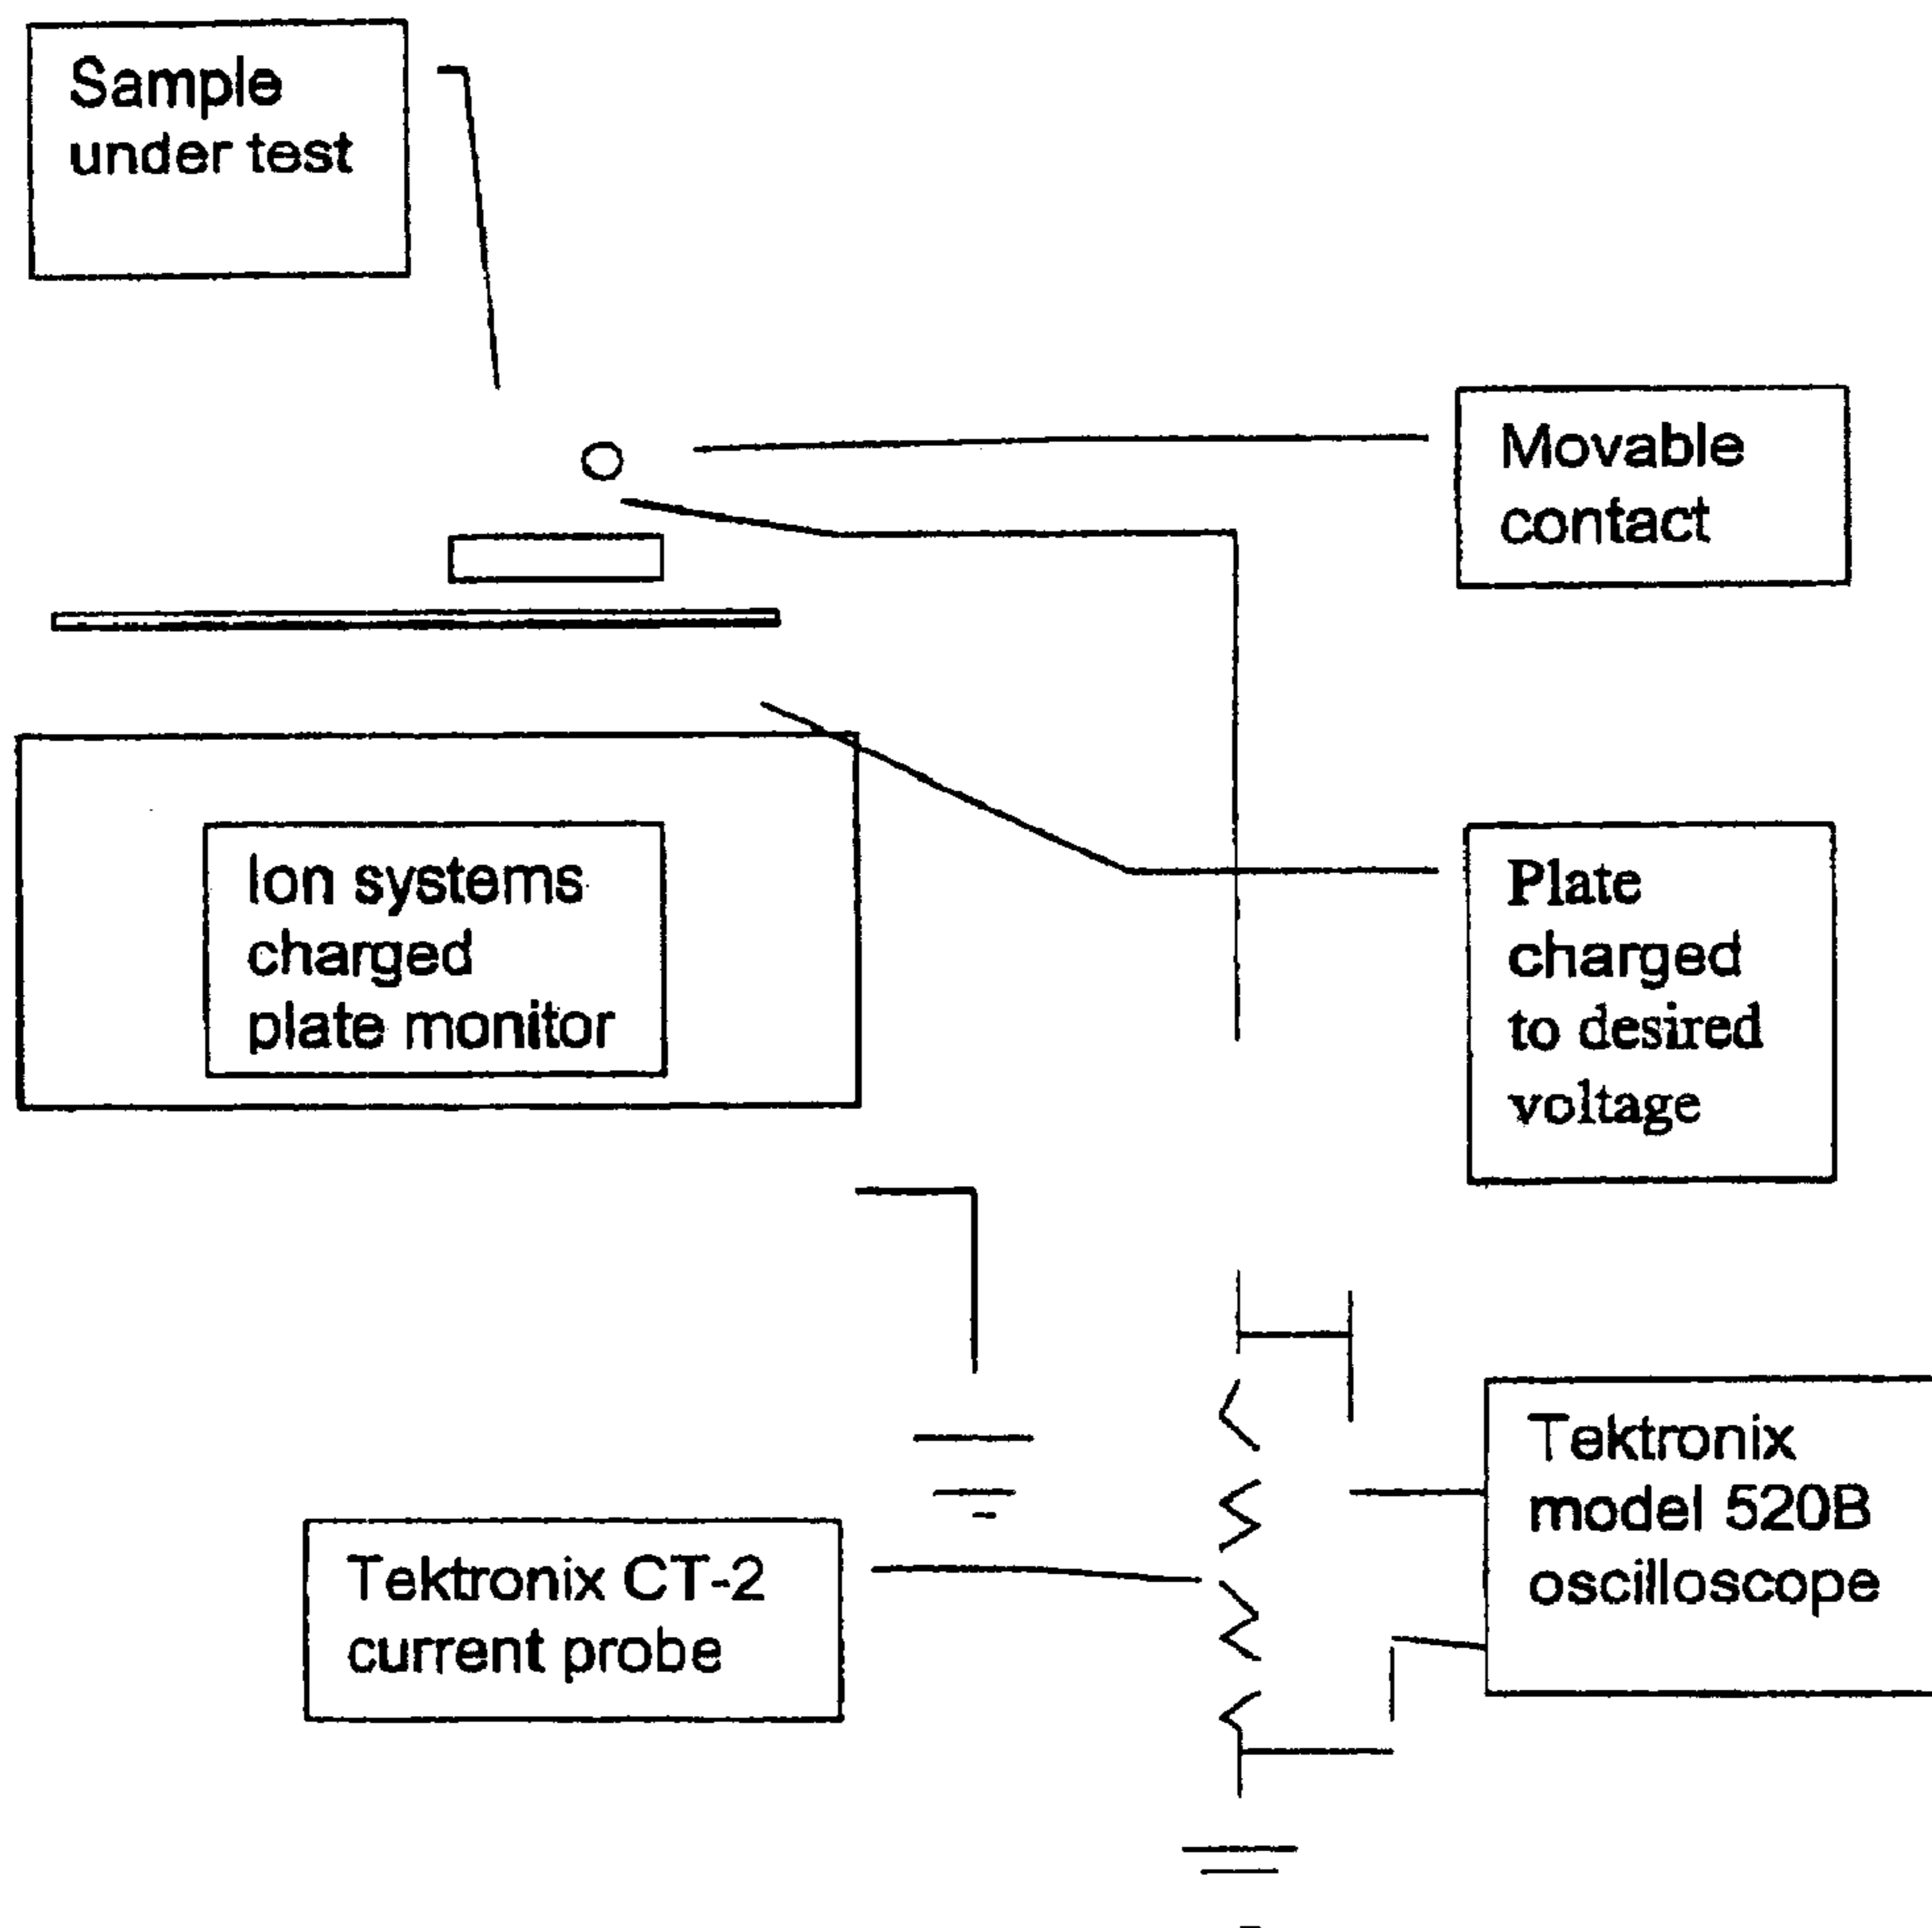 Sample
under test
Movable
contact
Ion systems
charged
plate monitor
Plate
charged
to desired
voltage
Tektronix
model 520B
oscilloscope
Tektronix CT-2
current probe